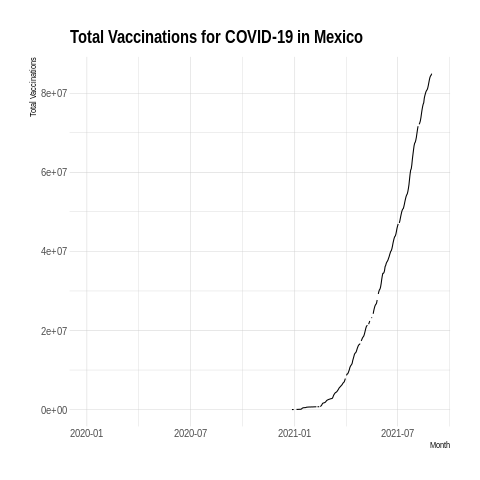 Total Vaccinations for COVID-19 in Mexico
Total Vaccinations
8e+07
6e+07
4e+07
2e+07
0e+00
2020-01 2020-07 2021-01 2021-07
Month